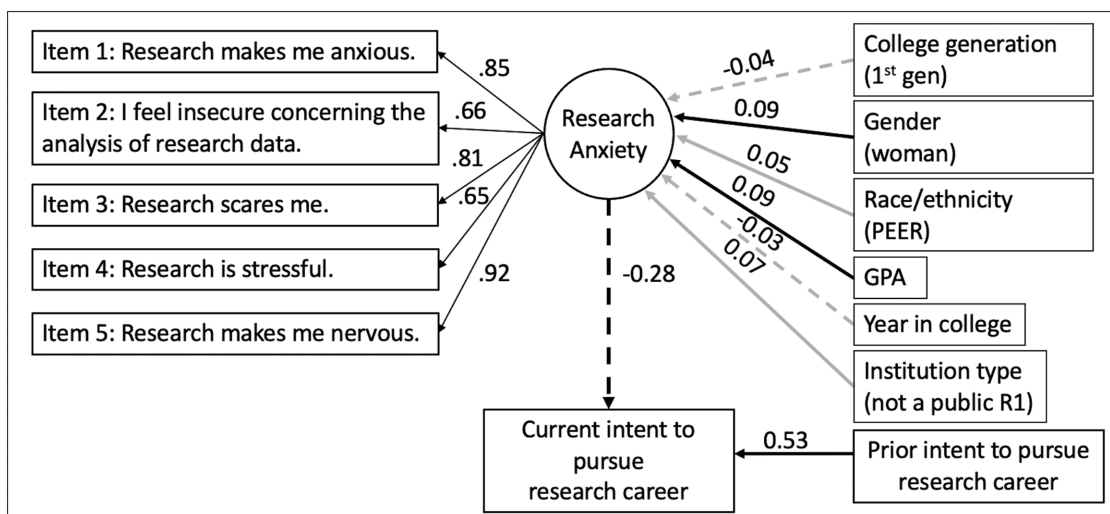 Item 1: Research makes me anxious.
Item 2: I feel insecure concerning the
analysis of research data.
Item 3: Research scares me.
Item 4: Research is stressful.
Item 5: Research makes me nervous.
.85
.66
.81
.65
.92
Research
Anxiety
-0.28
Current intent to
pursue
research career
-0.04
0.09
0.05
0.09
-0.03
0.07
0.53
College generation
(1st gen)
Gender
(woman)
Race/ethnicity
(PEER)
GPA
Year in college
Institution type
(not a public R1)
Prior intent to pursue
research career